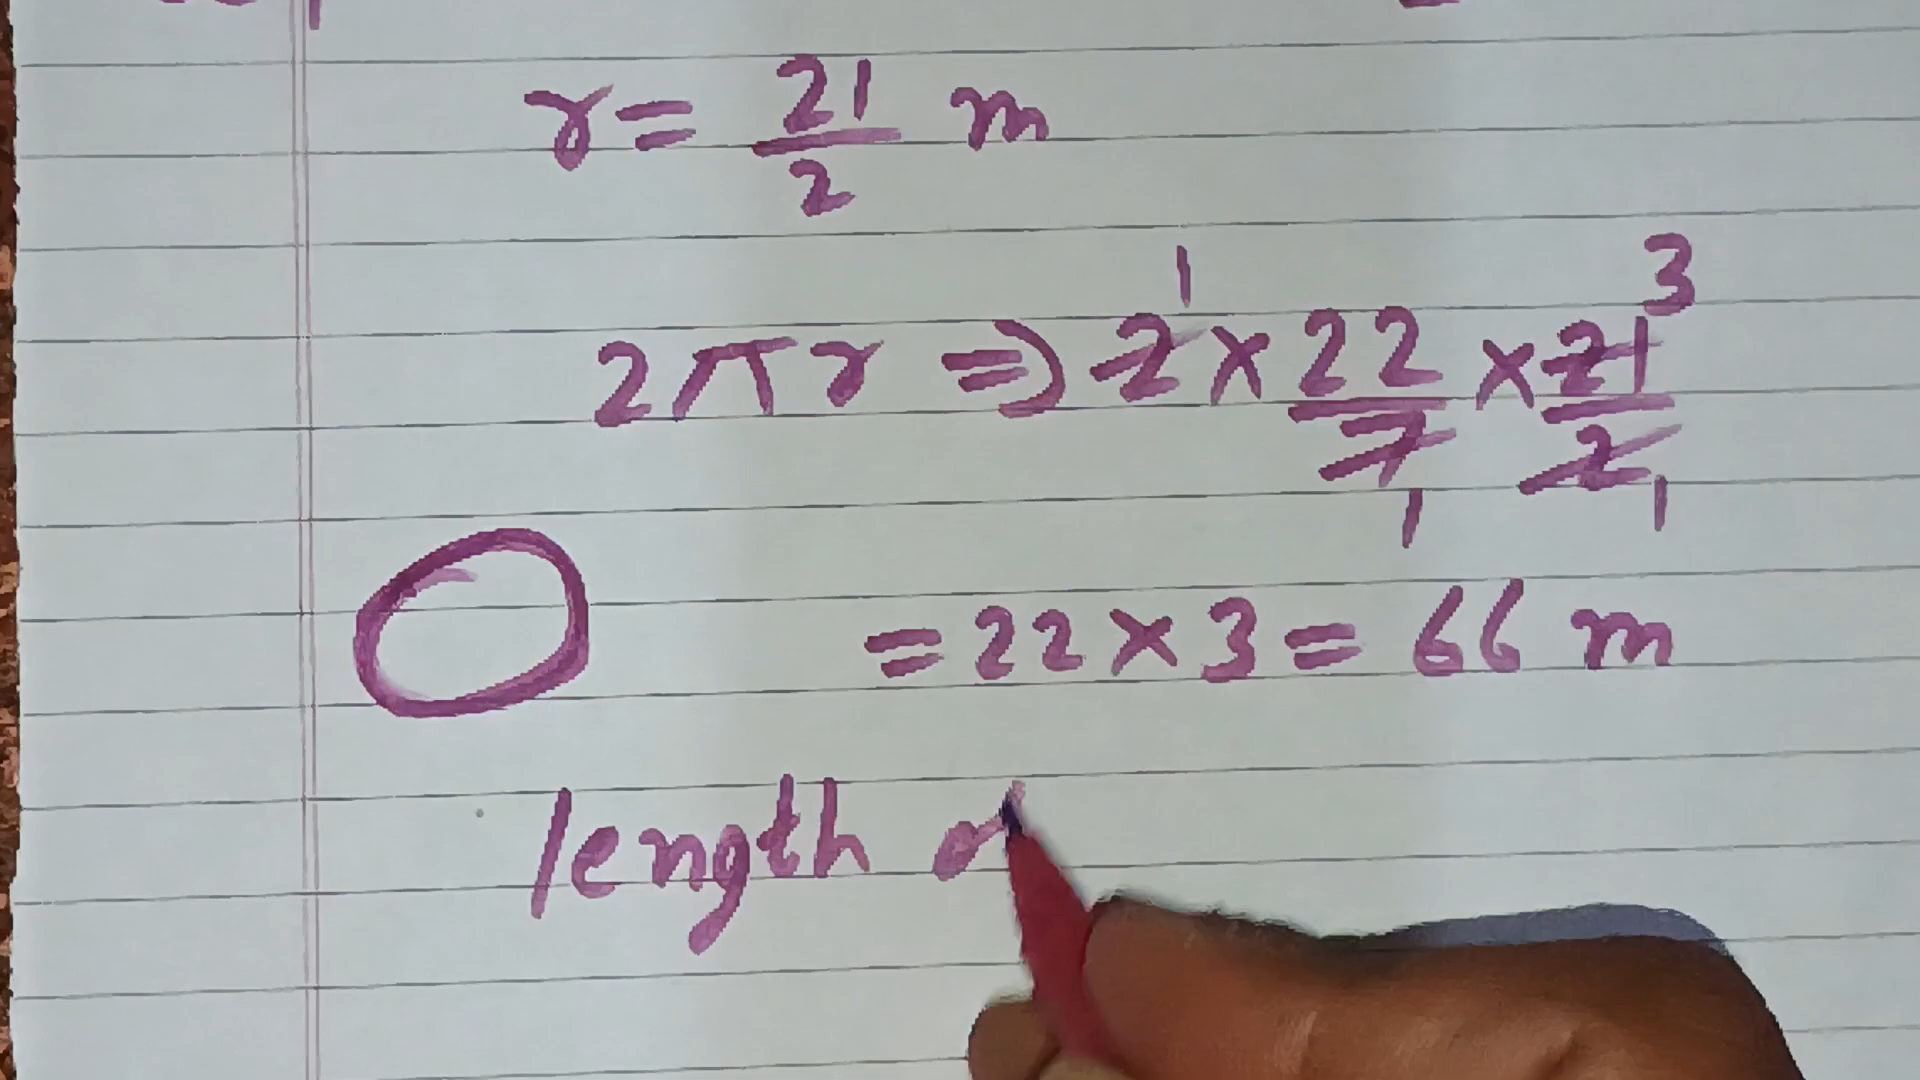 r = 21/2 m
2πr ⇒ 2 × 22/7 × 21/2
1 3
1 1
= 22 × 3 = 66 m
length